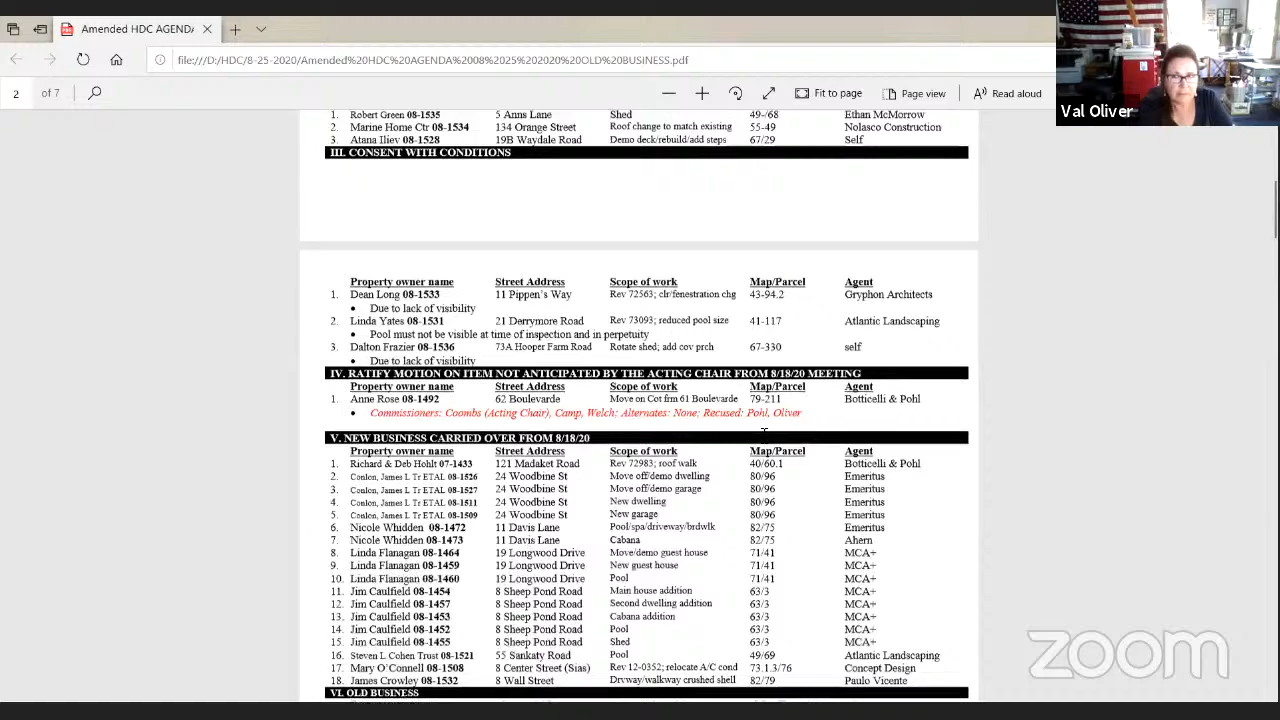 Amended HDC AGENDA
file:///D:/HDC/8-25-2020/Amended%20HDC%20AGENDA%2008%2025%202020%20OLD%20BUSINESS.pdf
2 of 7 Fit to page Page view Read aloud
Val Oliver
1. Robert Green 08-1535 5 Anns Lane Shed 49-/68 Ethan McMorrow
2. Marine Home Ctr 08-1534 134 Orange Street Roof change to match existing 55-49 Nolasco Construction
3. Atana Iliev 08-1528 19B Waydale Road Demo deck/rebuild/add steps 67/29 Self
III. CONSENT WITH CONDITIONS
Property owner name Street Address Scope of work Map/Parcel Agent
1. Dean Long 08-1533 11 Pippen's Way Rev 72563; clr/fenestration chg 43-94.2 Gryphon Architects
• Due to lack of visibility
2. Linda Yates 08-1531 21 Derrymore Road Rev 73093; reduced pool size 41-117 Atlantic Landscaping
• Pool must not be visible at time of inspection and in perpetuity
3. Dalton Frazier 08-1536 73A Hooper Farm Road Rotate shed; add cov prch 67-330 self
• Due to lack of visibility
IV. RATIFY MOTION ON ITEM NOT ANTICIPATED BY THE ACTING CHAIR FROM 8/18/20 MEETING
Property owner name Street Address Scope of work Map/Parcel Agent
1. Anne Rose 08-1492 62 Boulevarde Move on Cot frm 61 Boulevarde 79-211 Botticelli & Pohl
• Commissioners: Coombs (Acting Chair), Camp, Welch; Alternates: None; Recused: Pohl, Oliver
V. NEW BUSINESS CARRIED OVER FROM 8/18/20
Property owner name Street Address Scope of work Map/Parcel Agent
1. Richard & Deb Hohlt 07-1433 121 Madaket Road Rev 72983; roof walk 40/60.1 Botticelli & Pohl
2. Conlon, James L Tr ETAL 08-1526 24 Woodbine St Move off/demo dwelling 80/96 Emeritus
3. Conlon, James L Tr ETAL 08-1527 24 Woodbine St Move off/demo garage 80/96 Emeritus
4. Conlon, James L Tr ETAL 08-1511 24 Woodbine St New dwelling 80/96 Emeritus
5. Conlon, James L Tr ETAL 08-1509 24 Woodbine St New garage 80/96 Emeritus
6. Nicole Whidden 08-1472 11 Davis Lane Pool/spa/driveway/brdwlk 82/75 Emeritus
7. Nicole Whidden 08-1473 11 Davis Lane Cabana 82/75 Ahern
8. Linda Flanagan 08-1464 19 Longwood Drive Move/demo guest house 71/41 MCA+
9. Linda Flanagan 08-1459 19 Longwood Drive New guest house 71/41 MCA+
10. Linda Flanagan 08-1460 19 Longwood Drive Pool 71/41 MCA+
11. Jim Caulfield 08-1454 8 Sheep Pond Road Main house addition 63/3 MCA+
12. Jim Caulfield 08-1457 8 Sheep Pond Road Second dwelling addition 63/3 MCA+
13. Jim Caulfield 08-1453 8 Sheep Pond Road Cabana addition 63/3 MCA+
14. Jim Caulfield 08-1452 8 Sheep Pond Road Pool 63/3 MCA+
15. Jim Caulfield 08-1455 8 Sheep Pond Road Shed 63/3 MCA+
16. Steven L Cohen Trust 08-1521 55 Sankaty Road Pool 49/69 Atlantic Landscaping
17. Mary O'Connell 08-1508 8 Center Street (Sias) Rev 12-0352; relocate A/C cond 73.1.3/76 Concept Design
18. James Crowley 08-1532 8 Wall Street Drvway/walkway crushed shell 82/79 Paulo Vicente
VI. OLD BUSINESS
zoom